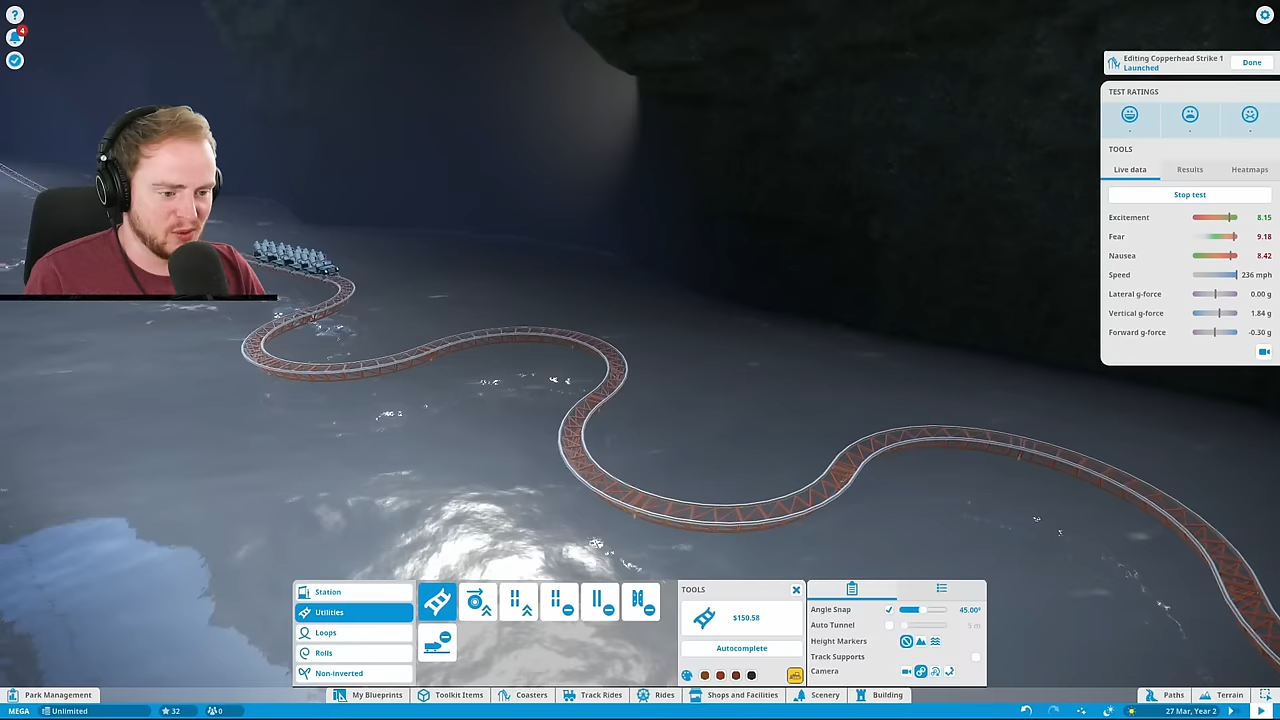 ?
4
Editing Copperhead Strike 1
Launched
Done
TEST RATINGS
- - -
TOOLS
Live data Results Heatmaps
Stop test
Excitement 8.15
Fear 9.18
Nausea 8.42
Speed 236 mph
Lateral g-force 0.00 g
Vertical g-force 1.84 g
Forward g-force -0.30 g
Station
Utilities
Loops
Rolls
Non-inverted
TOOLS
$150.58
Autocomplete
Angle Snap 45.00°
Auto Tunnel 5 m
Height Markers
Track Supports
Camera
Park Management My Blueprints Toolkit Items Coasters Track Rides Rides Shops and Facilities Scenery Building Paths Terrain
MEGA Unlimited 32 0 27 Mar, Year 2